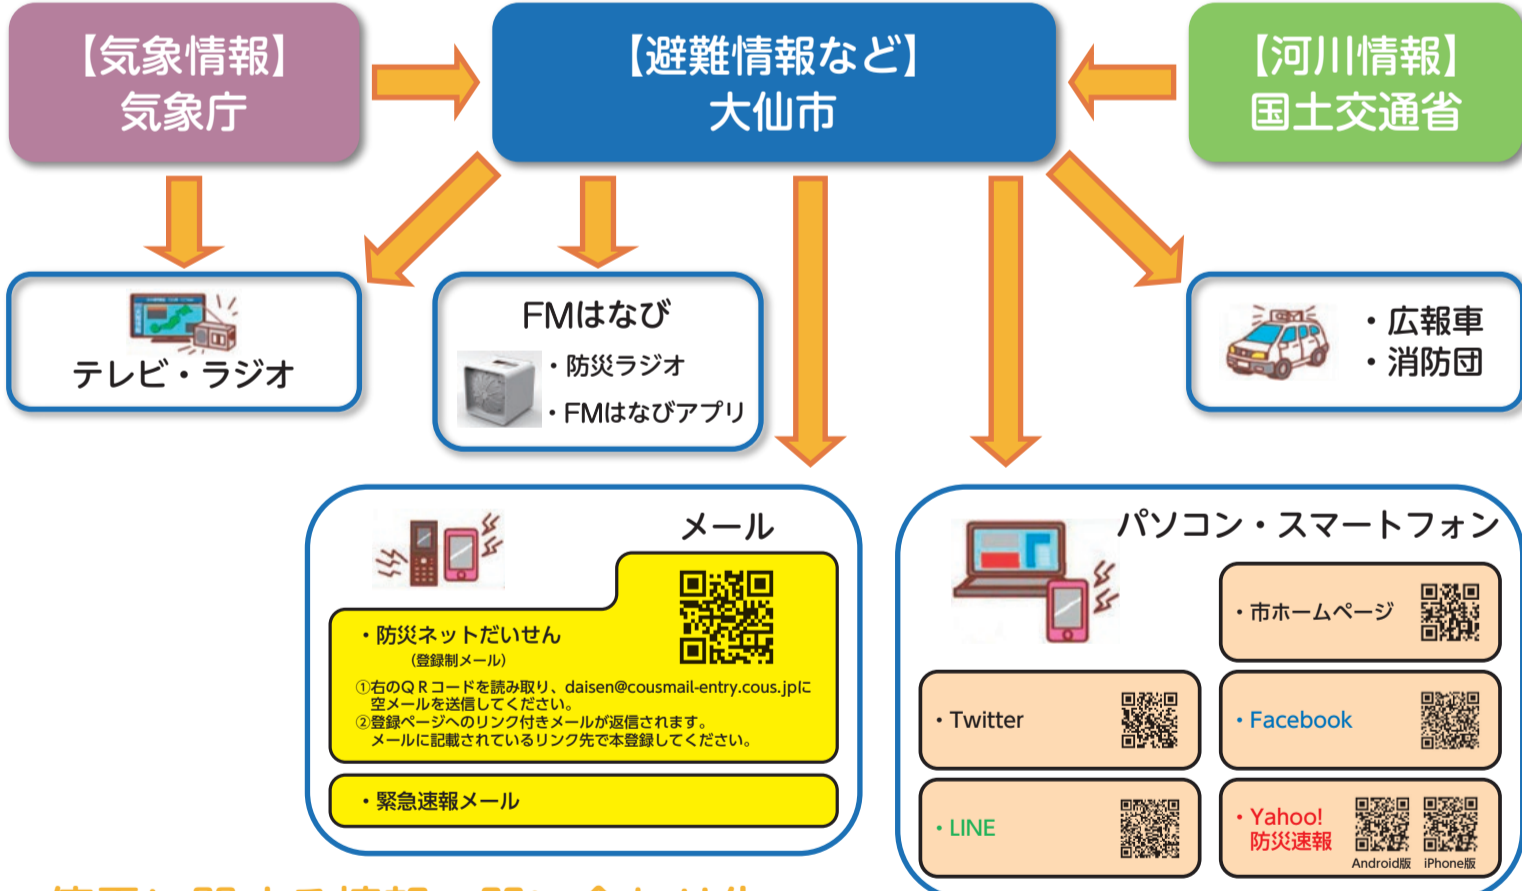 【気象情報】
気象庁
【避難情報など】
大仙市
【河川情報】
国土交通省
テレビ・ラジオ
FMはなび
・防災ラジオ
・FMはなびアプリ
・広報車
・消防団
メール
・防災ネットだいせん
(登録制メール)
①右のQRコードを読み取り、daisen@cousmail-entry.cous.jpに
空メールを送信してください。
②登録ページへのリンク付きメールが返信されます。
メールに記載されているリンク先で本登録してください。
・緊急速報メール
パソコン・スマートフォン
・市ホームページ
・Twitter
・Facebook
・LINE
・Yahoo!
防災速報
Android版
iPhone版